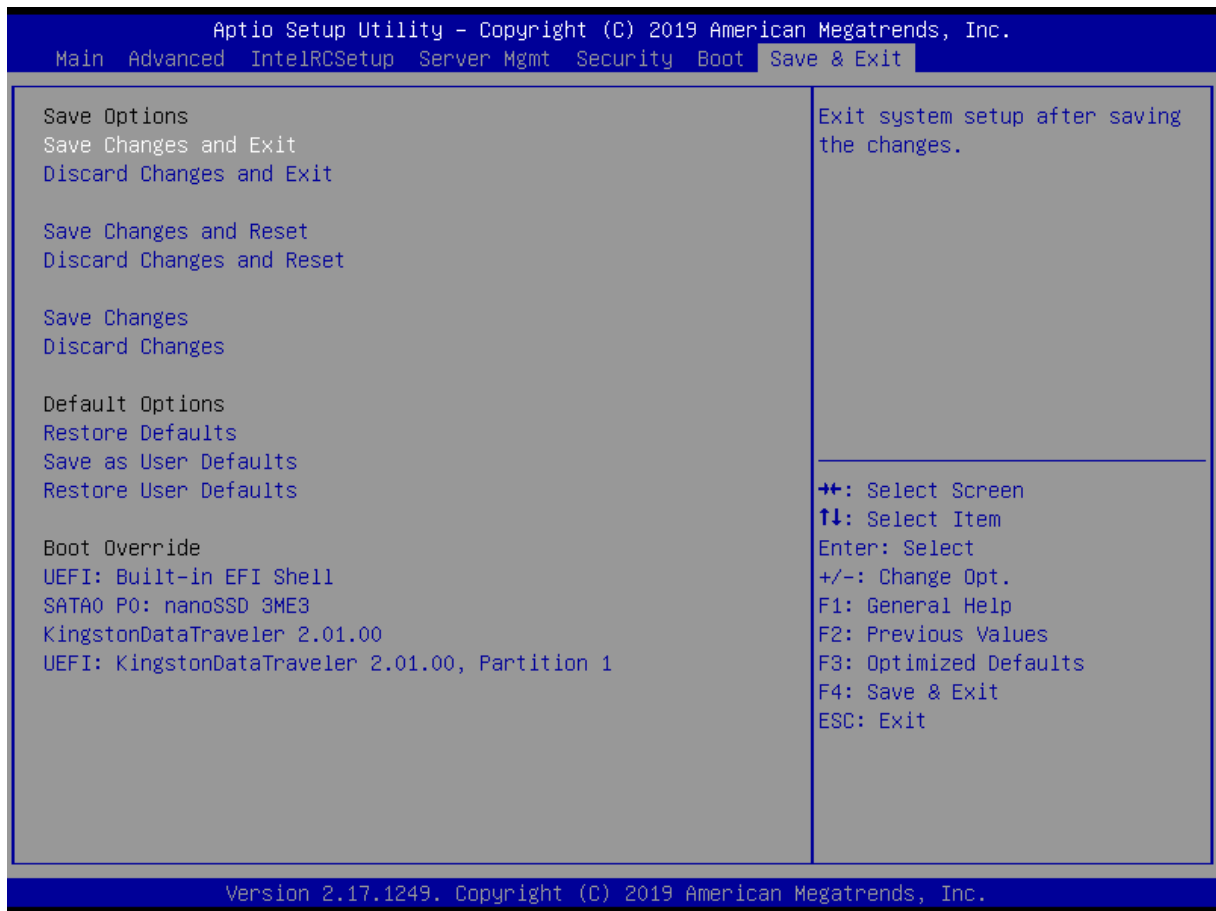 Aptio Setup Utility – Copyright (C) 2019 American Megatrends, Inc.
Main Advanced IntelRCSetup Server Mgmt Security Boot Save & Exit
Save Options
Save Changes and Exit
Discard Changes and Exit
Save Changes and Reset
Discard Changes and Reset
Save Changes
Discard Changes
Default Options
Restore Defaults
Save as User Defaults
Restore User Defaults
Boot Override
UEFI: Built-in EFI Shell
SATA0 P0: nanoSSD 3ME3
KingstonDataTraveler 2.01.00
UEFI: KingstonDataTraveler 2.01.00, Partition 1
Exit system setup after saving
the changes.
→←: Select Screen
↑↓: Select Item
Enter: Select
+/-: Change Opt.
F1: General Help
F2: Previous Values
F3: Optimized Defaults
F4: Save & Exit
ESC: Exit
Version 2.17.1249. Copyright (C) 2019 American Megatrends, Inc.